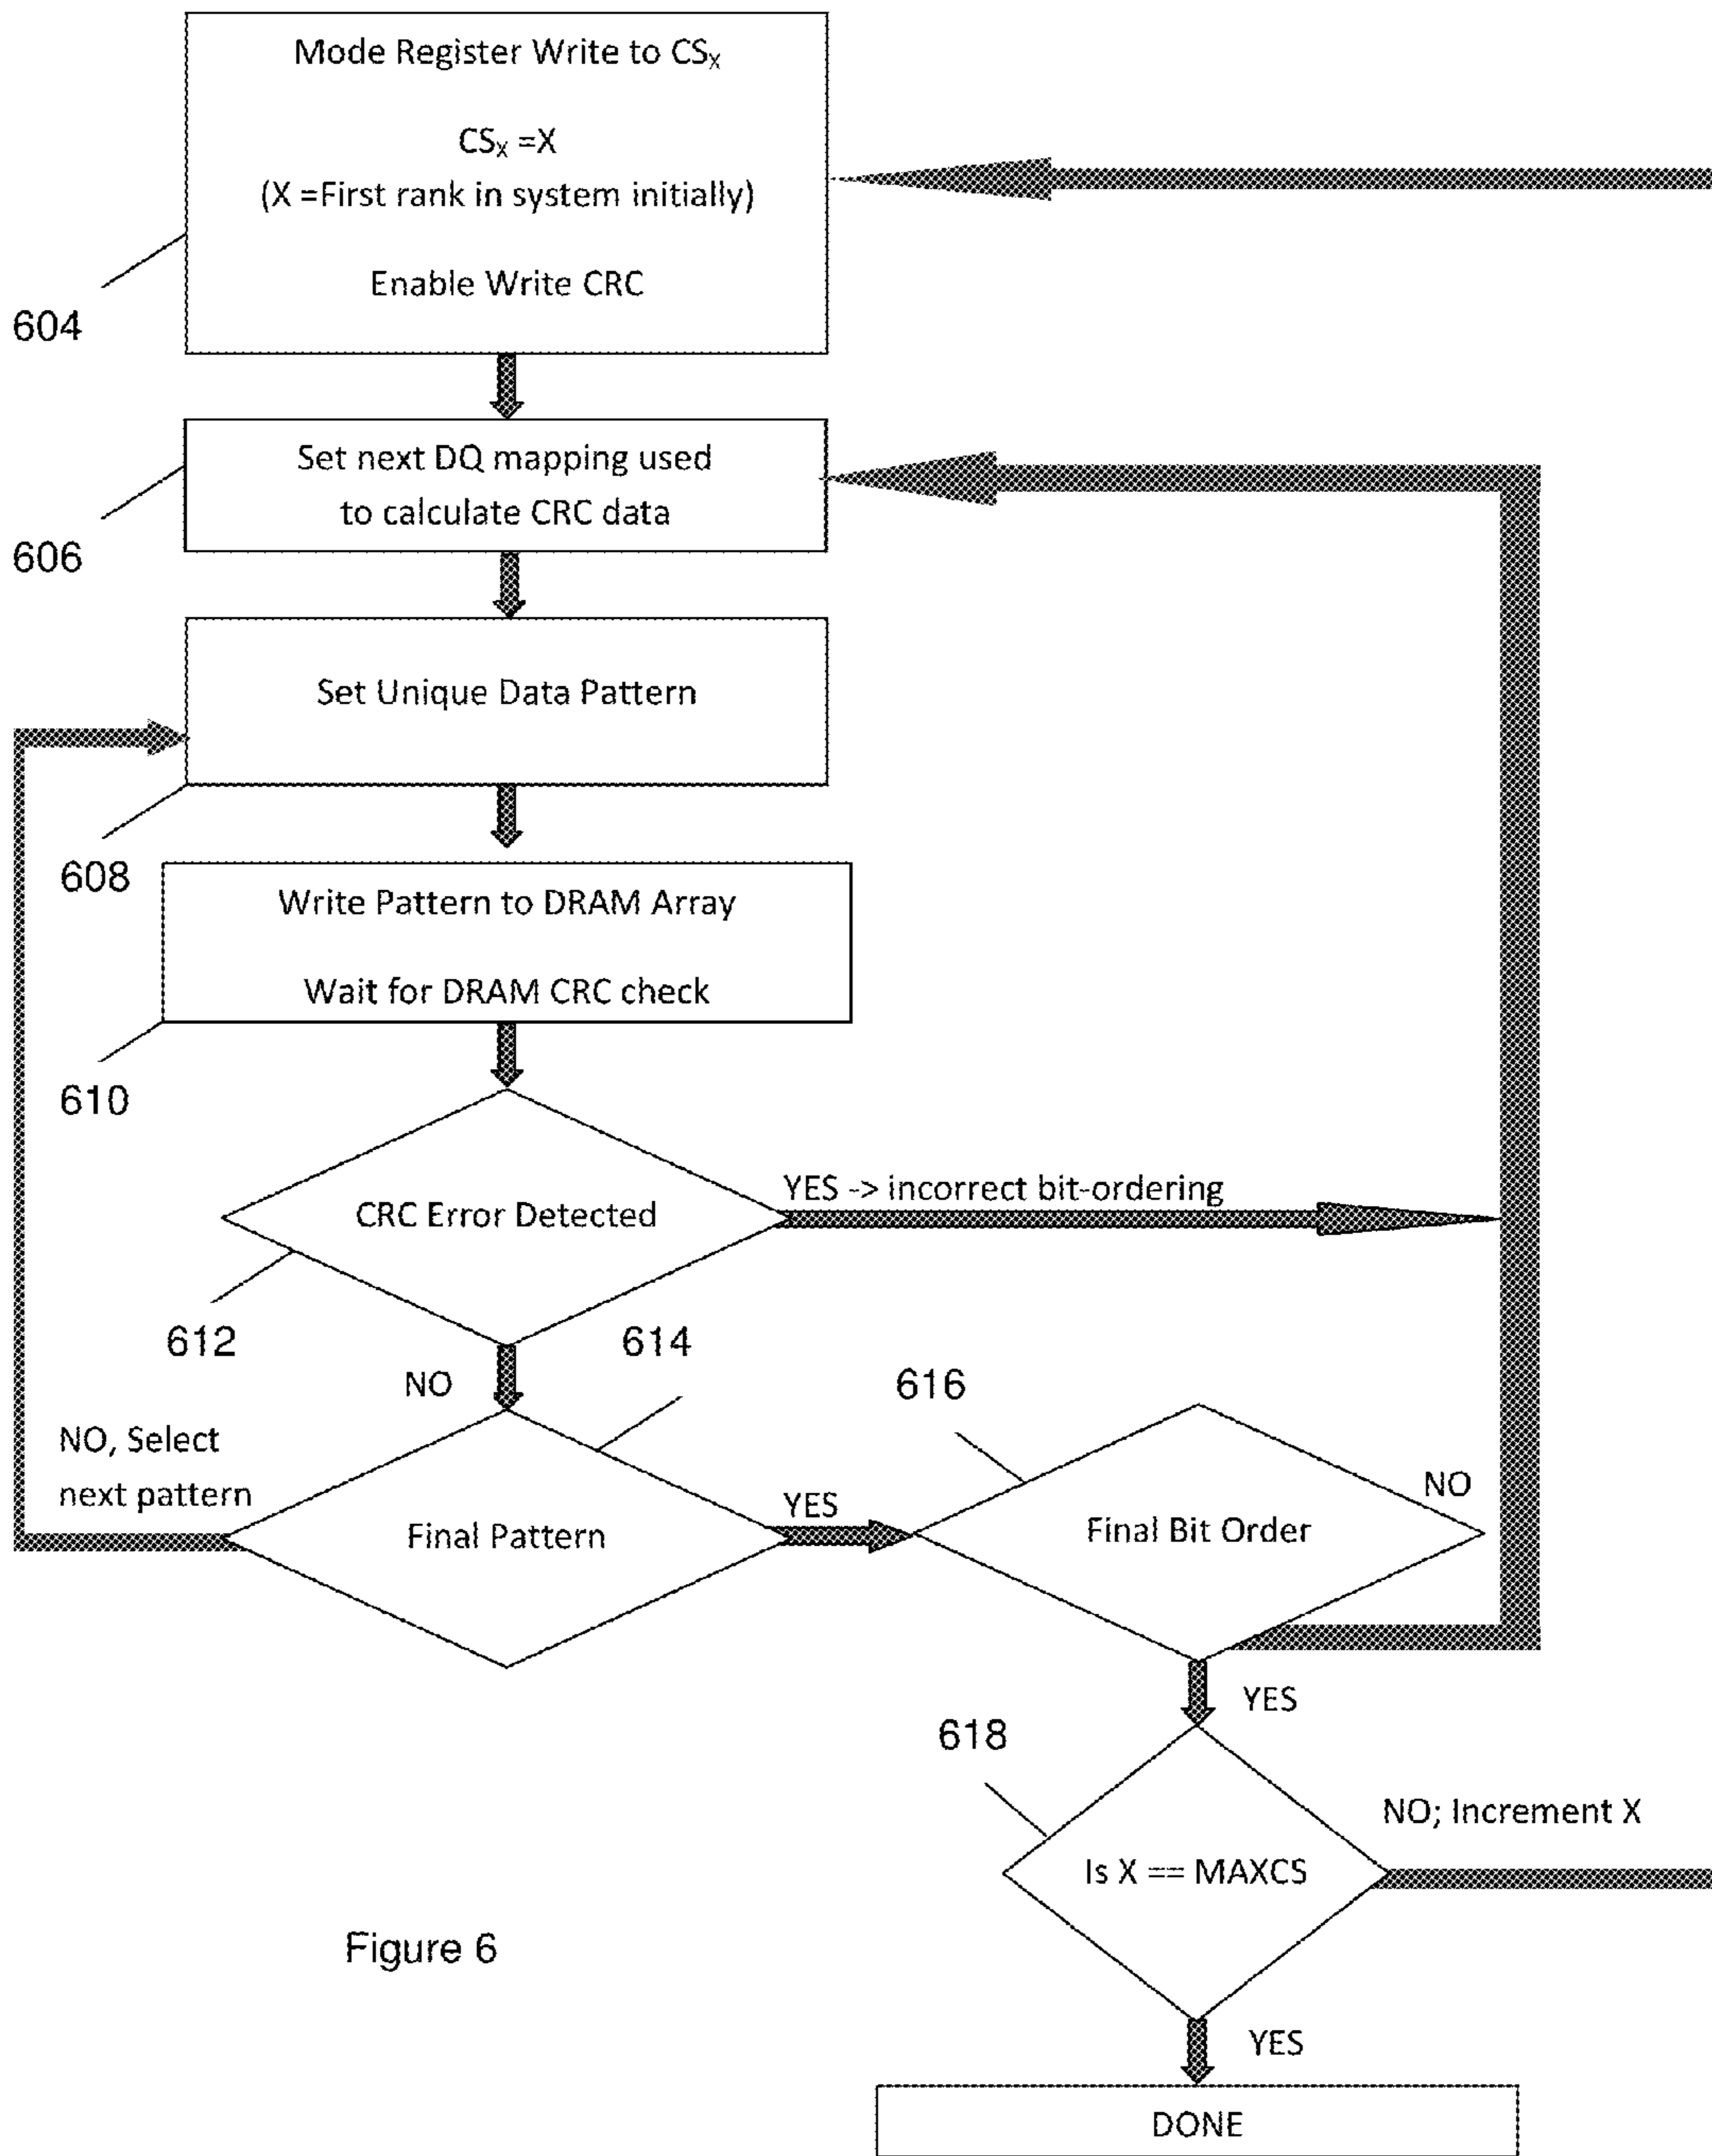 Mode Register Write to CSₓ
CSₓ =X
(X =First rank in system initially)
Enable Write CRC
604
Set next DQ mapping used
to calculate CRC data
606
Set Unique Data Pattern
608
Write Pattern to DRAM Array
Wait for DRAM CRC check
610
YES -> incorrect bit-ordering
CRC Error Detected
612
614
NO
616
NO, Select
next pattern
YES
NO
Final Pattern
Final Bit Order
YES
618
NO; Increment X
Is X == MAXCS
Figure 6
YES
DONE